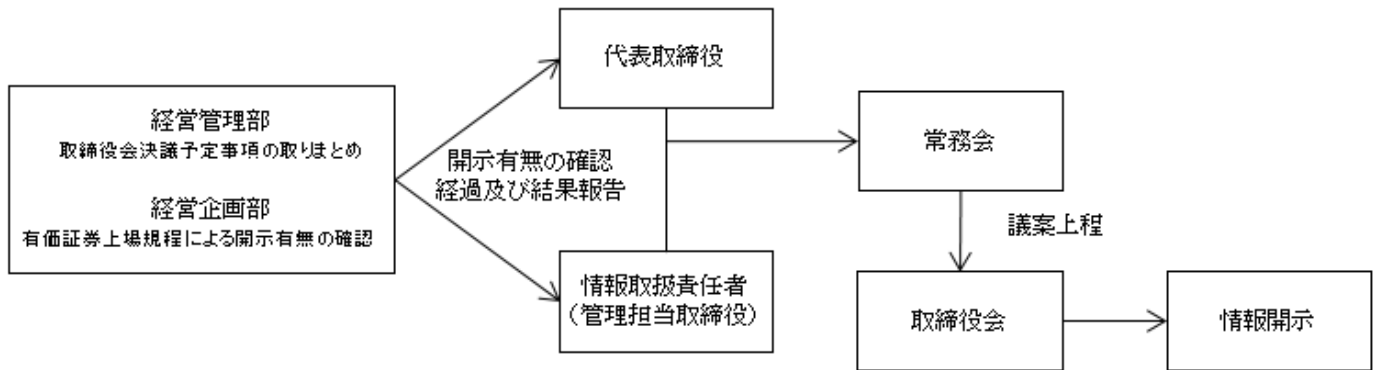 経営管理部
取締役会決議予定事項の取りまとめ
経営企画部
有価証券上場規程による開示有無の確認
開示有無の確認
経過及び結果報告
代表取締役
情報取扱責任者
（管理担当取締役）
常務会
議案上程
取締役会
情報開示